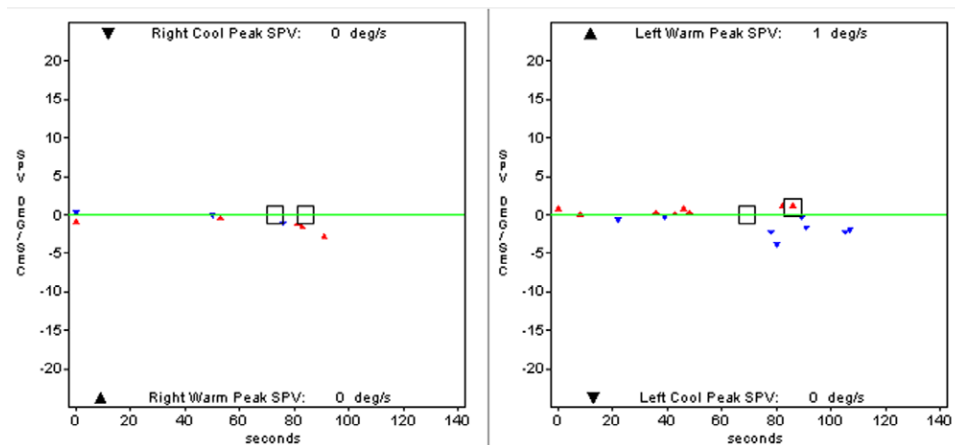 Right Cool Peak SPV: 0 deg/s
20
15
10
5
0
-5
-10
-15
-20
SPV DEG/SEC
Right Warm Peak SPV: 0 deg/s
0 20 40 60 80 100 120 140
seconds
Left Warm Peak SPV: 1 deg/s
20
15
10
5
0
-5
-10
-15
-20
SPV DEG/SEC
Left Cool Peak SPV: 0 deg/s
0 20 40 60 80 100 120 140
seconds